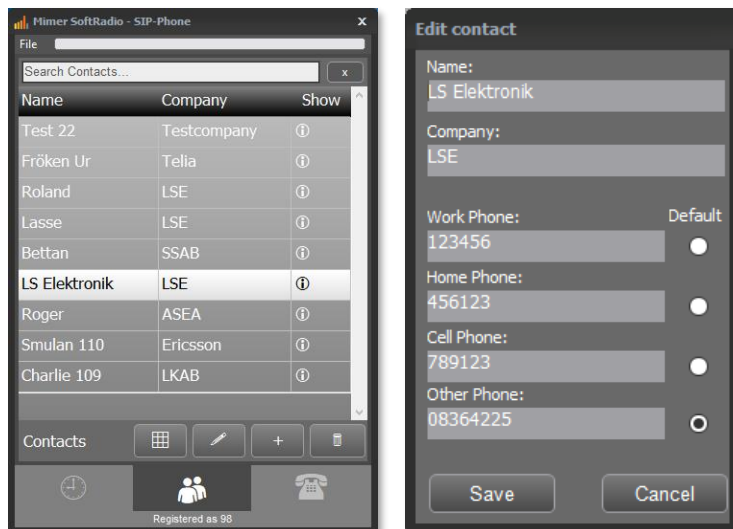 Mimer SoftRadio - SIP-Phone x
File
Search Contacts... x
Name Company Show
Test 22 Testcompany
Fröken Ur Telia
Roland LSE
Lasse LSE
Bettan SSAB
LS Elektronik LSE
Roger ASEA
Smulan 110 Ericsson
Charlie 109 LKAB
Contacts +
Registered as 98
Edit contact
Name:
LS Elektronik
Company:
LSE
Work Phone: Default
123456
Home Phone:
456123
Cell Phone:
789123
Other Phone:
08364225
Save Cancel